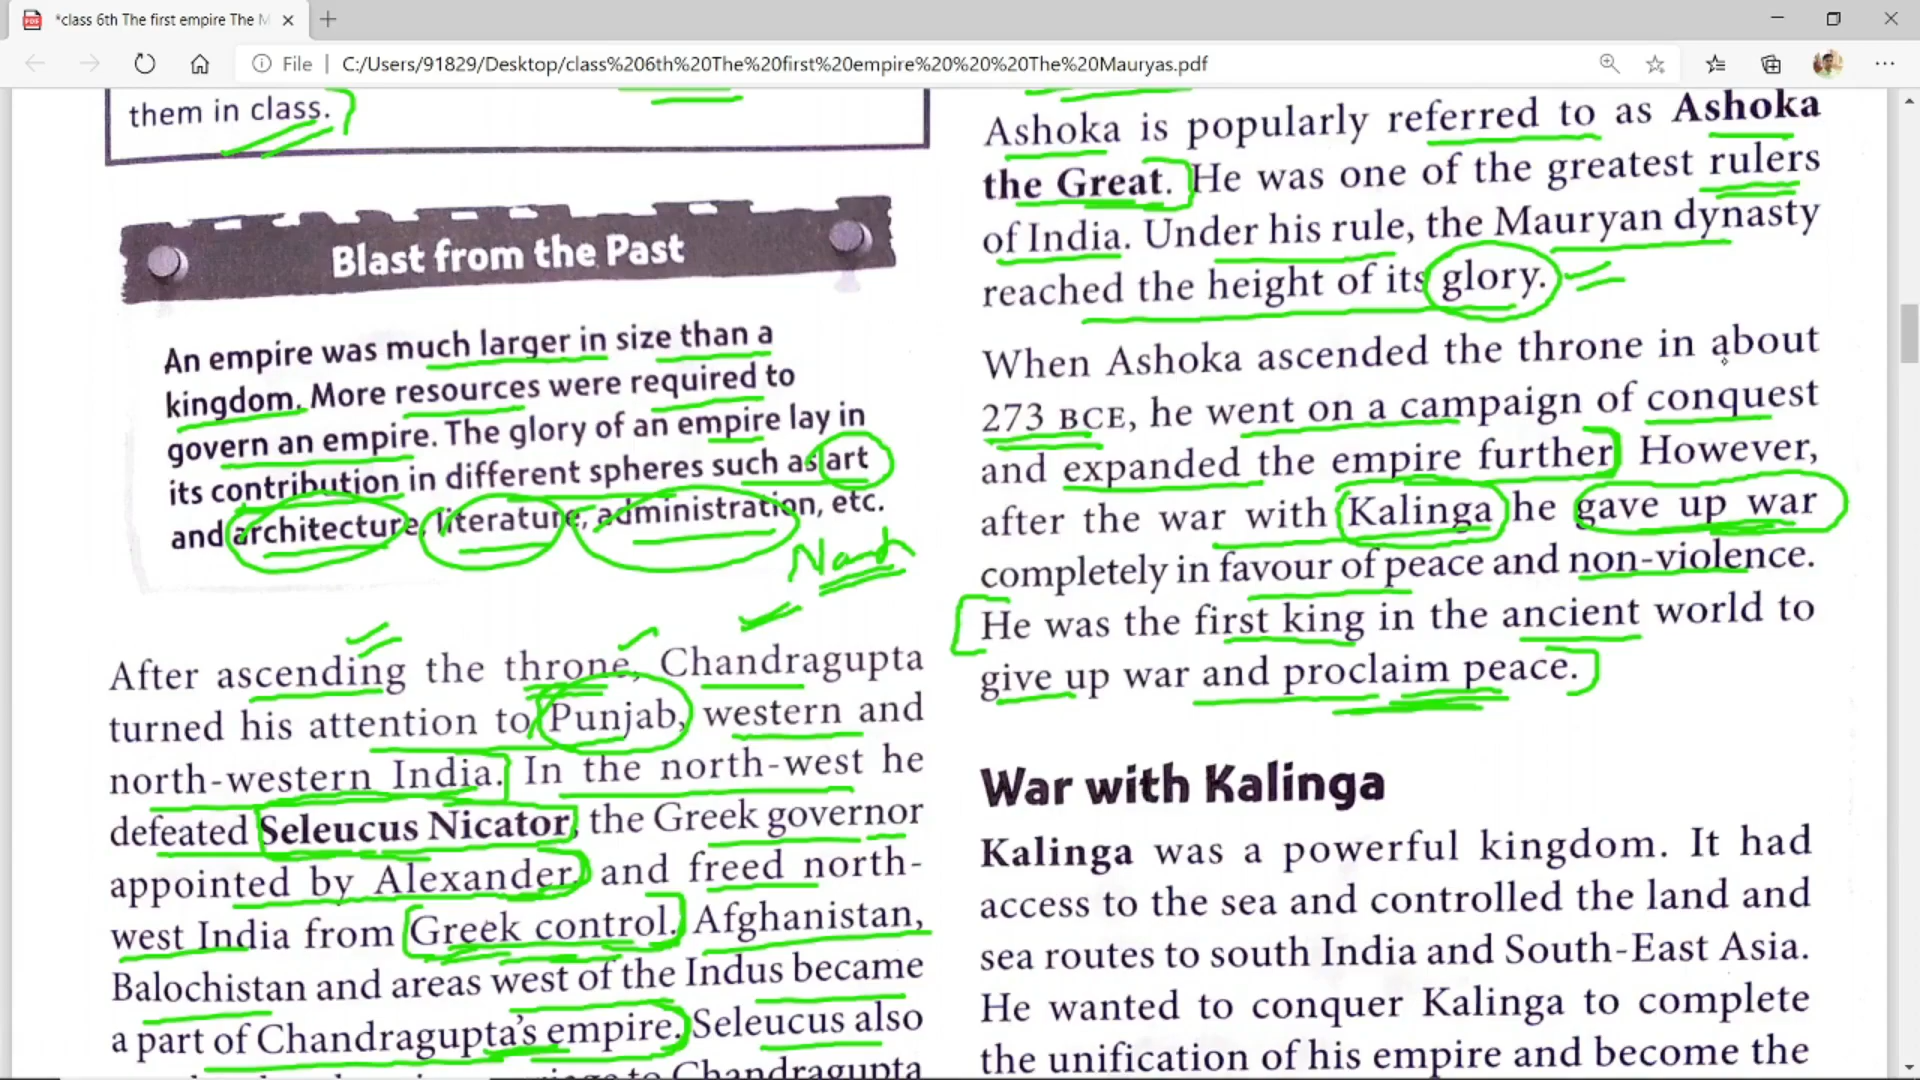 *class 6th The first empire The M
File
C:/Users/91829/Desktop/class%206th%20The%20first%20empire%20%20%20The%20Mauryas.pdf
them in class.
Blast from the Past
An empire was much larger in size than a
kingdom. More resources were required to
govern an empire. The glory of an empire lay in
its contribution in different spheres such as art
and architecture, literature, administration, etc.
After ascending the throne, Chandragupta
turned his attention to Punjab, western and
north-western India. In the north-west he
defeated Seleucus Nicator, the Greek governor
appointed by Alexander, and freed north-
west India from Greek control. Afghanistan,
Balochistan and areas west of the Indus became
a part of Chandragupta's empire. Seleucus also
to Chandragupta
Ashoka is popularly referred to as Ashoka
the Great. He was one of the greatest rulers
of India. Under his rule, the Mauryan dynasty
reached the height of its glory.
When Ashoka ascended the throne in about
273 BCE, he went on a campaign of conquest
and expanded the empire further. However,
after the war with Kalinga he gave up war
completely in favour of peace and non-violence.
He was the first king in the ancient world to
give up war and proclaim peace.
War with Kalinga
Kalinga was a powerful kingdom. It had
access to the sea and controlled the land and
sea routes to south India and South-East Asia.
He wanted to conquer Kalinga to complete
the unification of his empire and become the